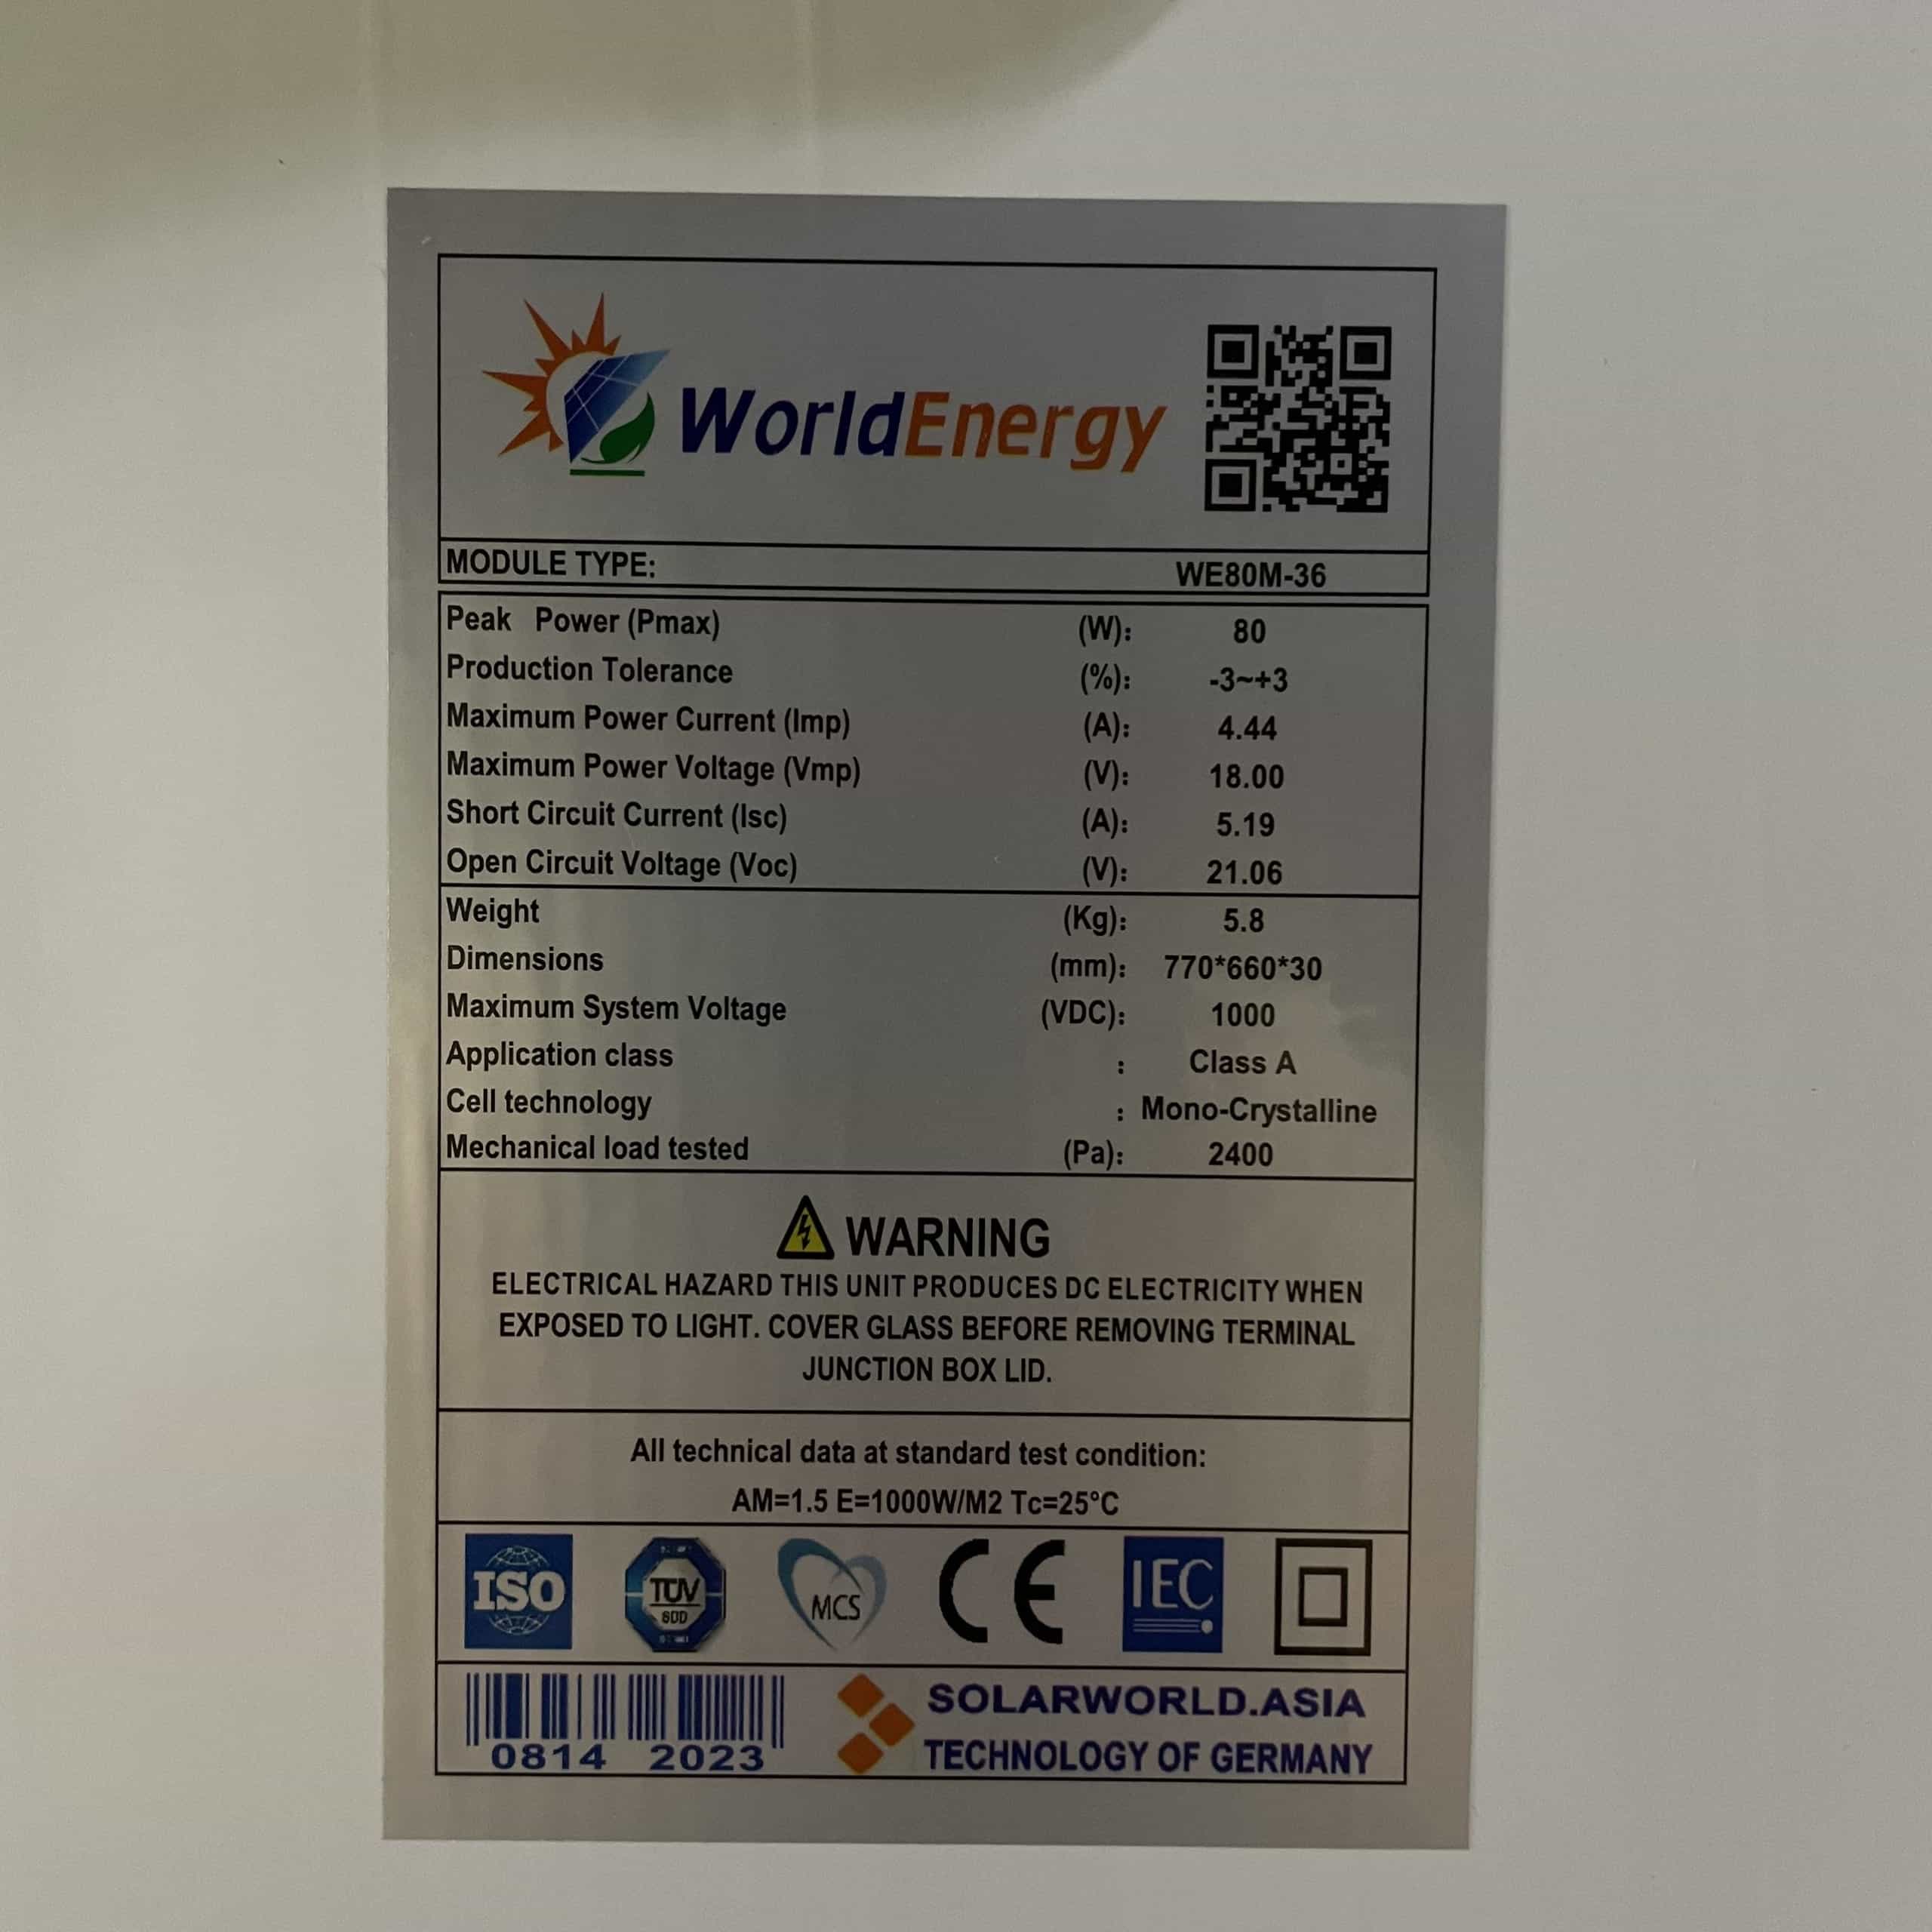 WorldEnergy
MODULE TYPE: WE80M-36
Peak Power (Pmax) (W): 80
Production Tolerance (%): -3~+3
Maximum Power Current (Imp) (A): 4.44
Maximum Power Voltage (Vmp) (V): 18.00
Short Circuit Current (Isc) (A): 5.19
Open Circuit Voltage (Voc) (V): 21.06
Weight (Kg): 5.8
Dimensions (mm): 770*660*30
Maximum System Voltage (VDC): 1000
Application class : Class A
Cell technology : Mono-Crystalline
Mechanical load tested (Pa): 2400
WARNING
ELECTRICAL HAZARD THIS UNIT PRODUCES DC ELECTRICITY WHEN
EXPOSED TO LIGHT. COVER GLASS BEFORE REMOVING TERMINAL
JUNCTION BOX LID.
All technical data at standard test condition:
AM=1.5 E=1000W/M2 Tc=25°C
ISO TÜV MCS CE IEC
0814 2023 SOLARWORLD.ASIA
TECHNOLOGY OF GERMANY